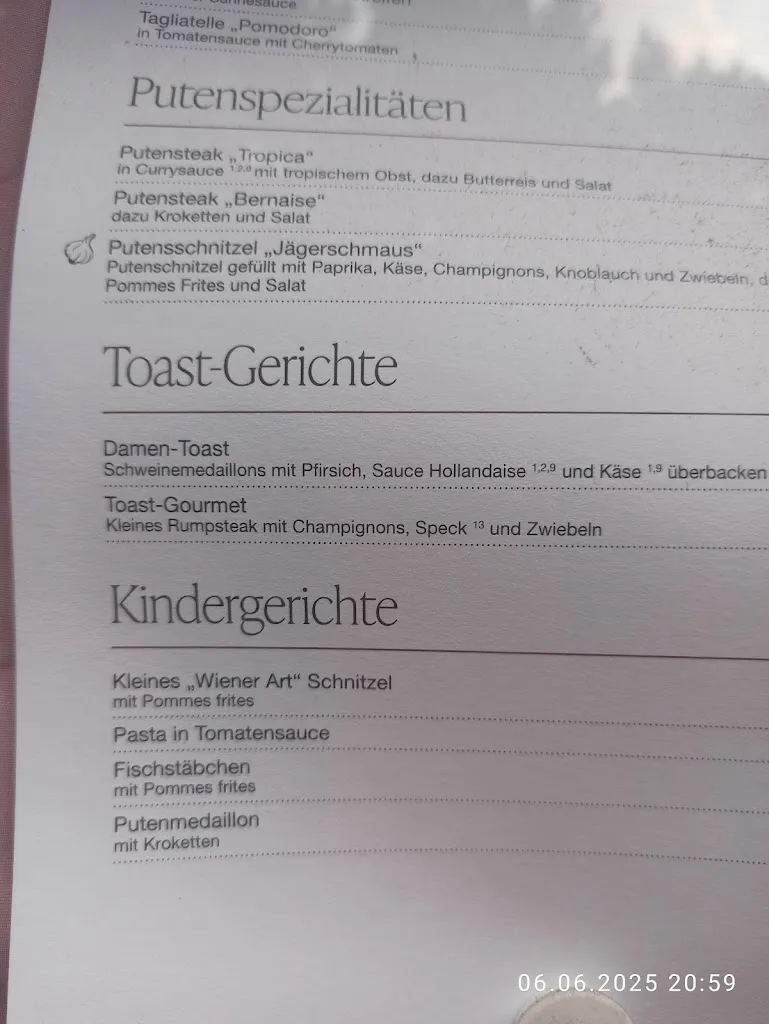 Tagliatelle „Pomodoro“
in Tomatensauce mit Cherrytomaten
Putenspezialitäten
Putensteak „Tropica“
in Currysauce mit tropischem Obst, dazu Butterreis und Salat
Putensteak „Bernaise“
dazu Kroketten und Salat
Putensschnitzel „Jägerschmaus“
Putenschnitzel gefüllt mit Paprika, Käse, Champignons, Knoblauch und Zwiebeln, d
Pommes Frites und Salat
Toast-Gerichte
Damen-Toast
Schweinemedaillons mit Pfirsich, Sauce Hollandaise 1,2,9 und Käse 1,9 überbacken
Toast-Gourmet
Kleines Rumpsteak mit Champignons, Speck 13 und Zwiebeln
Kindergerichte
Kleines „Wiener Art“ Schnitzel
mit Pommes frites
Pasta in Tomatensauce
Fischstäbchen
mit Pommes frites
Putenmedaillon
mit Kroketten
06.06.2025 20:59